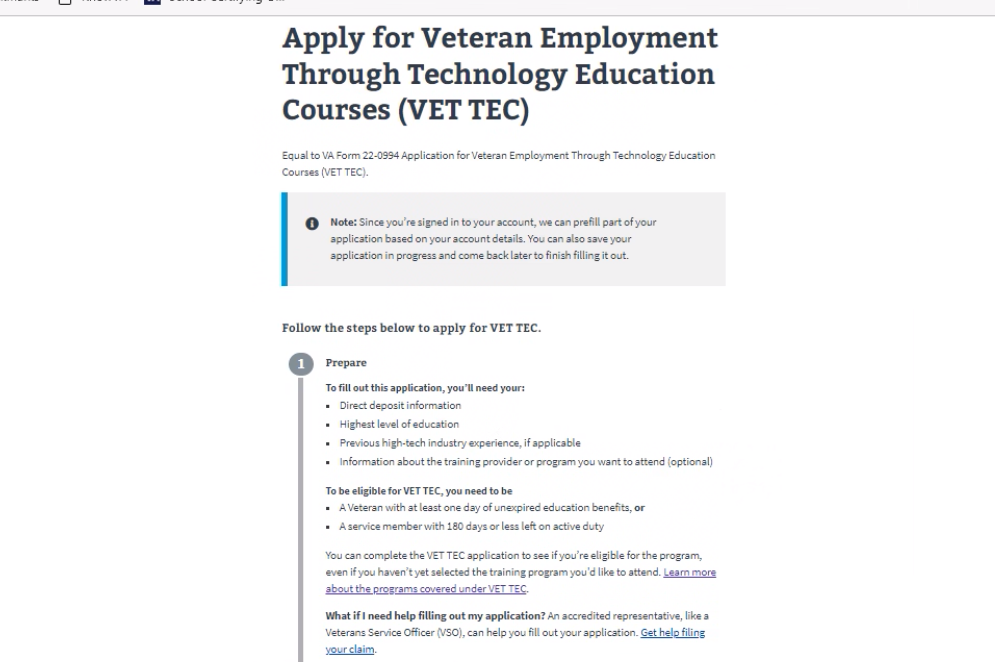 Apply for Veteran Employment
Through Technology Education
Courses (VET TEC)
Equal to VA Form 22-0994 Application for Veteran Employment Through Technology Education
Courses (VET TEC).
Note: Since you're signed in to your account, we can prefill part of your
application based on your account details. You can also save your
application in progress and come back later to finish filling it out.
Follow the steps below to apply for VET TEC.
1 Prepare
To fill out this application, you'll need your:
▪ Direct deposit information
▪ Highest level of education
▪ Previous high-tech industry experience, if applicable
▪ Information about the training provider or program you want to attend (optional)
To be eligible for VET TEC, you need to be
▪ A Veteran with at least one day of unexpired education benefits, or
▪ A service member with 180 days or less left on active duty
You can complete the VET TEC application to see if you're eligible for the program,
even if you haven't yet selected the training program you'd like to attend. Learn more
about the programs covered under VET TEC.
What if I need help filling out my application? An accredited representative, like a
Veterans Service Officer (VSO), can help you fill out your application. Get help filing
your claim.